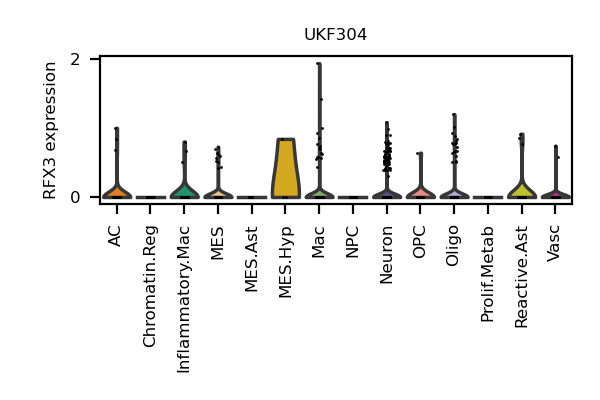 UKF304
RFX3 expression
2
0
AC
Chromatin.Reg
Inflammatory.Mac
MES
MES.Ast
MES.Hyp
Mac
NPC
Neuron
OPC
Oligo
Prolif.Metab
Reactive.Ast
Vasc